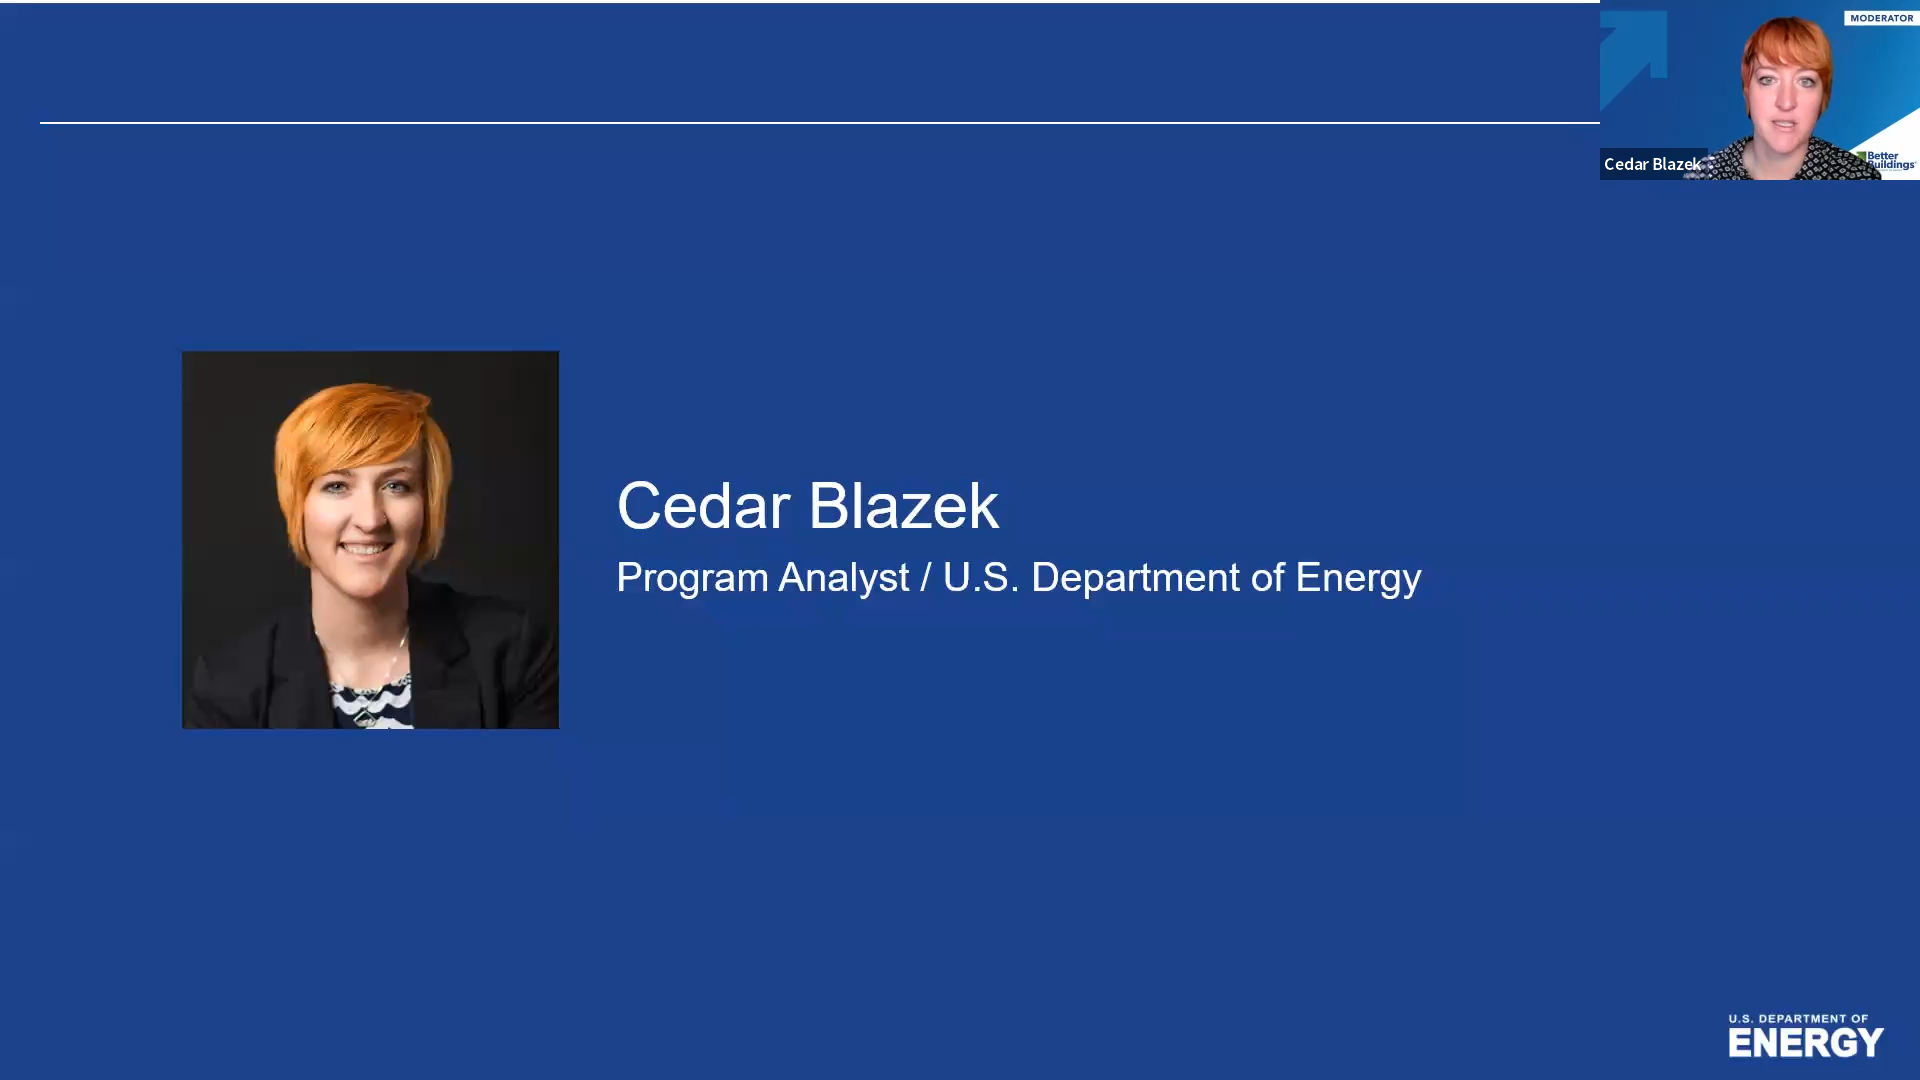 MODERATOR
Better
Buildings
Cedar Blazek
Cedar Blazek
Program Analyst / U.S. Department of Energy
U.S. DEPARTMENT OF
ENERGY